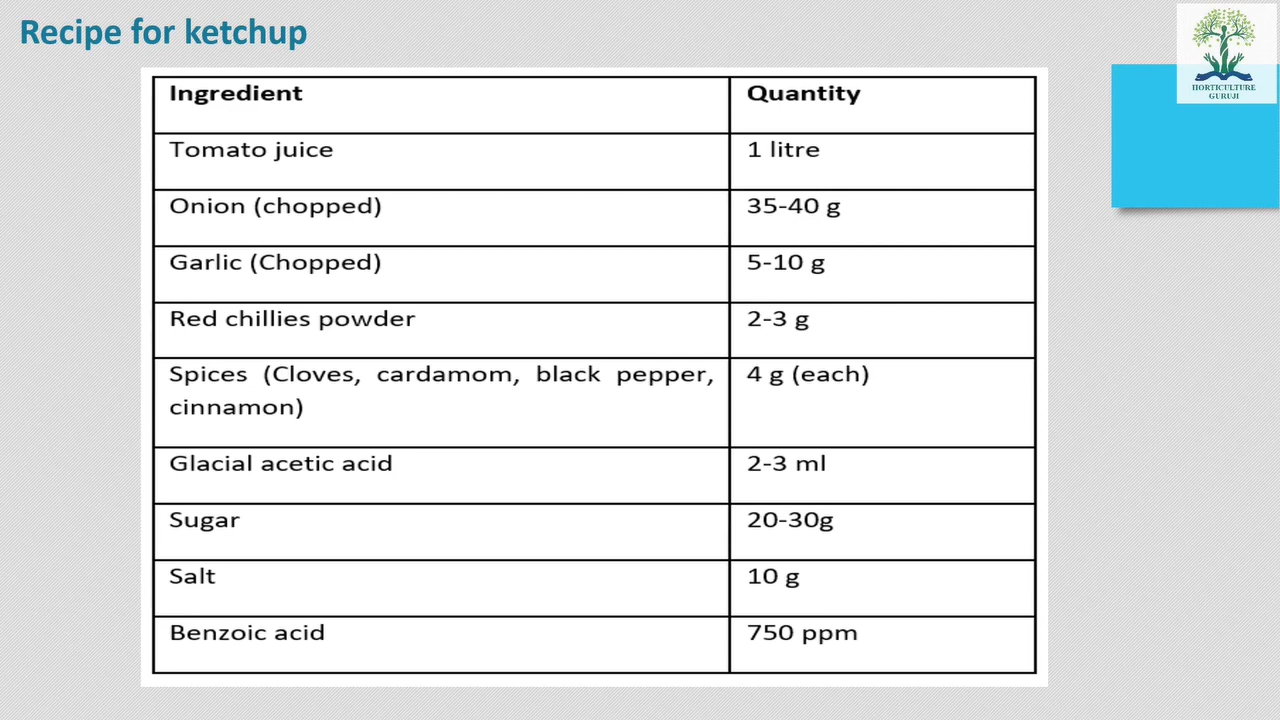 Recipe for ketchup
HORTICULTURE
GURUJI
Ingredient Quantity
Tomato juice 1 litre
Onion (chopped) 35-40 g
Garlic (Chopped) 5-10 g
Red chillies powder 2-3 g
Spices (Cloves, cardamom, black pepper, 4 g (each)
cinnamon)
Glacial acetic acid 2-3 ml
Sugar 20-30g
Salt 10 g
Benzoic acid 750 ppm